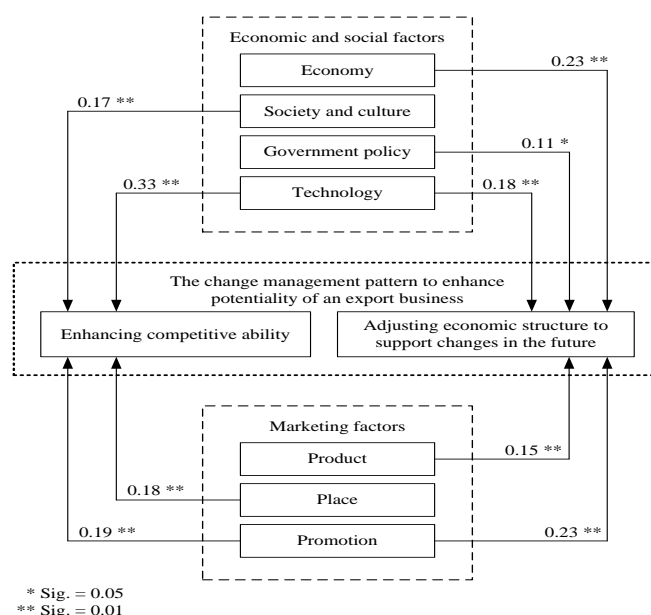 Economic and social factors
Economy
0.23 **
0.17 **
Society and culture
Government policy
0.11 *
0.33 **
Technology
0.18 **
The change management pattern to enhance
potentiality of an export business
Enhancing competitive ability
Adjusting economic structure to
support changes in the future
Marketing factors
Product
0.15 **
0.18 **
Place
0.19 **
Promotion
0.23 **
* Sig. = 0.05
** Sig. = 0.01